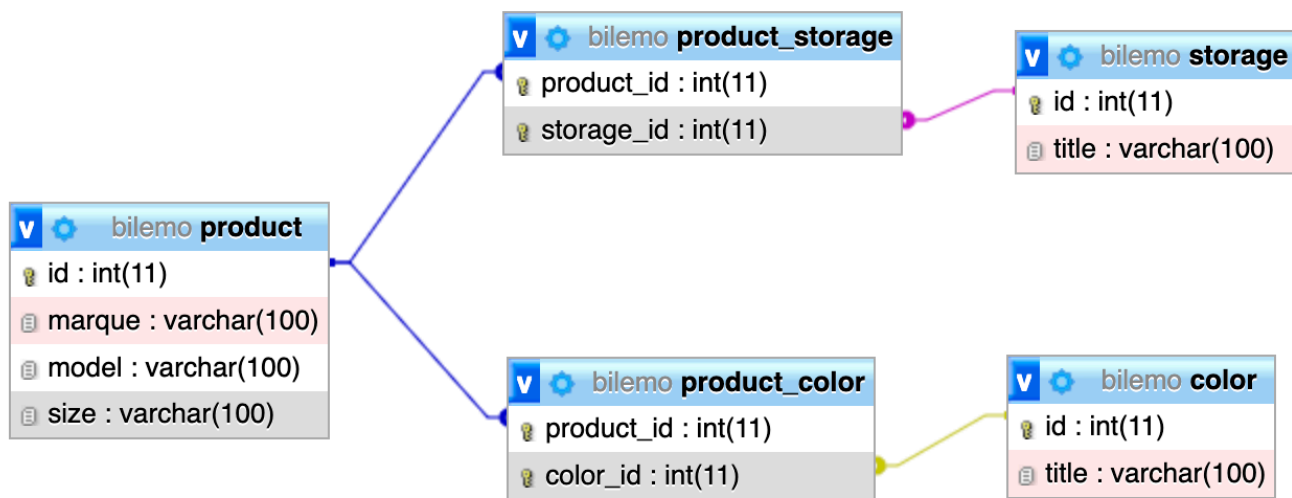 v bilemo product_storage
product_id : int(11)
storage_id : int(11)
v bilemo storage
id : int(11)
title : varchar(100)
v bilemo product
id : int(11)
marque : varchar(100)
model : varchar(100)
size : varchar(100)
v bilemo product_color
product_id : int(11)
color_id : int(11)
v bilemo color
id : int(11)
title : varchar(100)